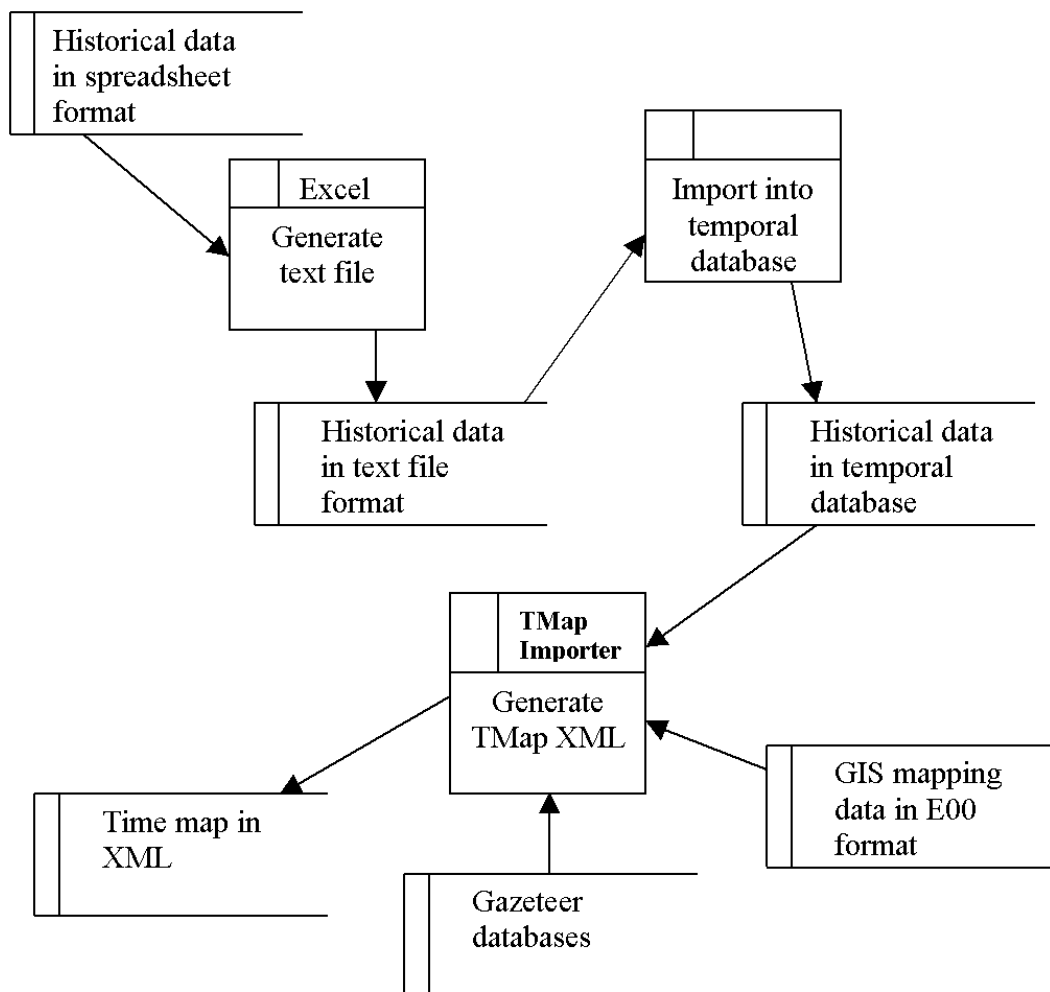 Historical data
in spreadsheet
format
Excel
Generate
text file
Import into
temporal
database
Historical data
in text file
format
Historical data
in temporal
database
TMap
Importer
Generate
TMap XML
GIS mapping
data in E00
format
Time map in
XML
Gazeteer
databases